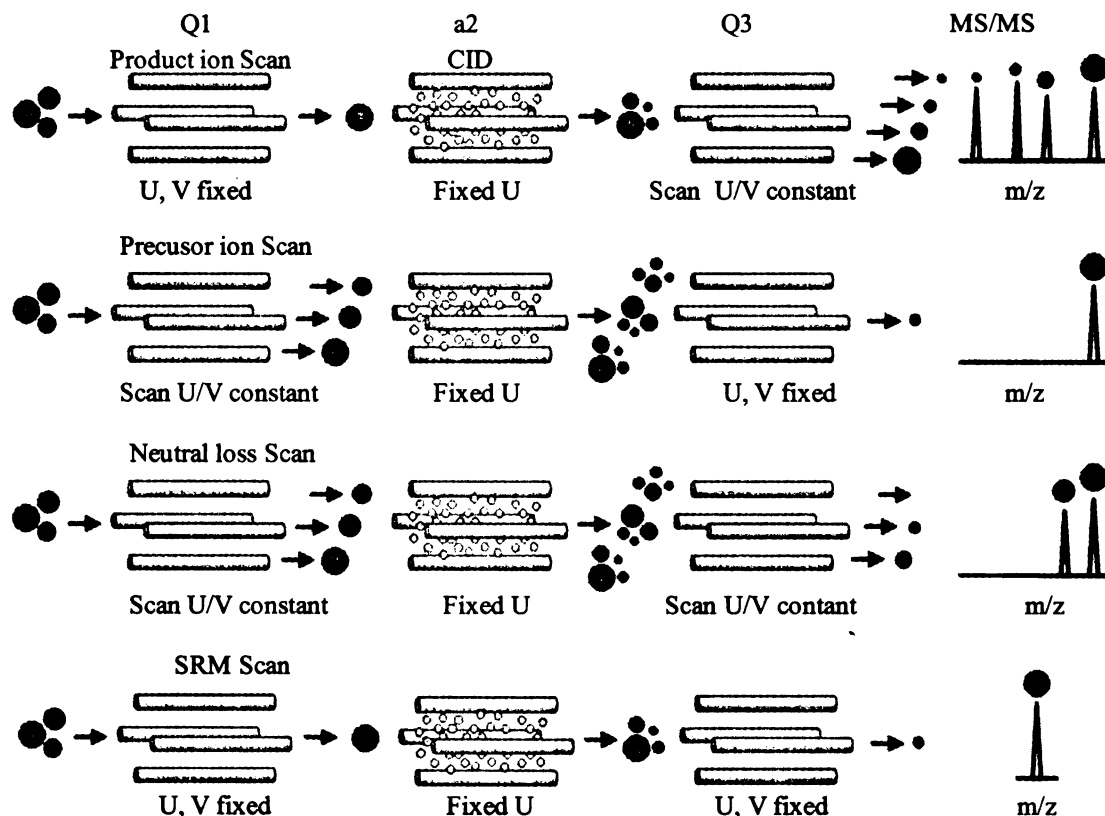 Q1 a2 Q3 MS/MS
Product ion Scan CID
U, V fixed Fixed U Scan U/V constant m/z
Precusor ion Scan
Scan U/V constant Fixed U U, V fixed m/z
Neutral loss Scan
Scan U/V constant Fixed U Scan U/V contant m/z
SRM Scan
U, V fixed Fixed U U, V fixed m/z